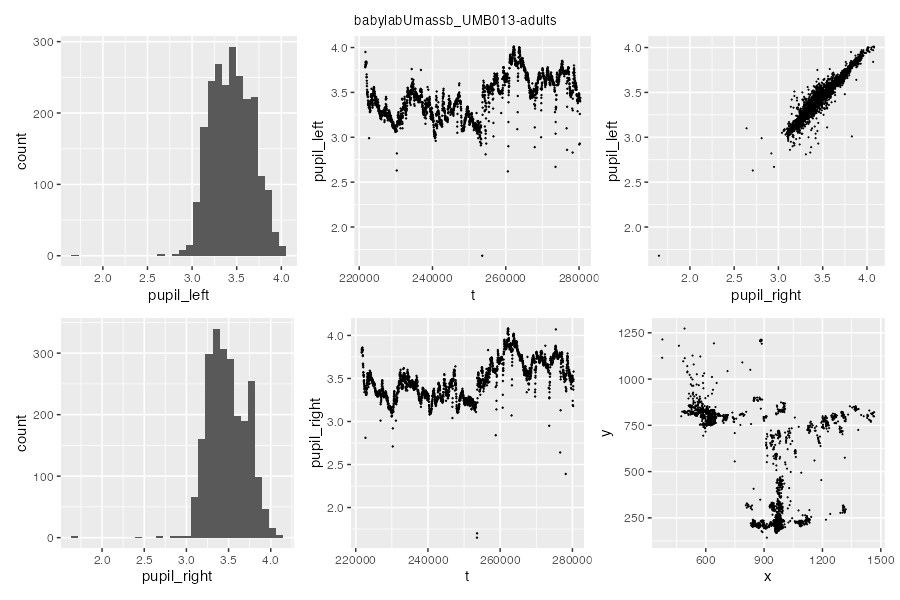 babylabUmassb_UMB013-adults
300
200
100
0
count
2.0 2.5 3.0 3.5 4.0
pupil_left
4.0
3.5
3.0
2.5
2.0
pupil_left
220000 240000 260000 280000
t
4.0
3.5
3.0
2.5
2.0
pupil_left
2.0 2.5 3.0 3.5 4.0
pupil_right
300
200
100
0
count
2.0 2.5 3.0 3.5 4.0
pupil_right
4.0
3.5
3.0
2.5
2.0
pupil_right
220000 240000 260000 280000
t
1250
1000
750
500
250
y
600 900 1200 1500
x